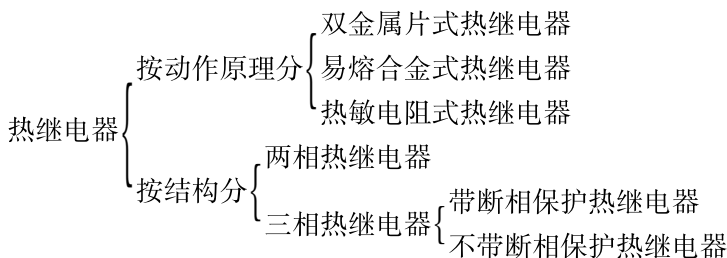 热继电器
按动作原理分
双金属片式热继电器
易熔合金式热继电器
热敏电阻式热继电器
按结构分
两相热继电器
三相热继电器
带断相保护热继电器
不带断相保护热继电器